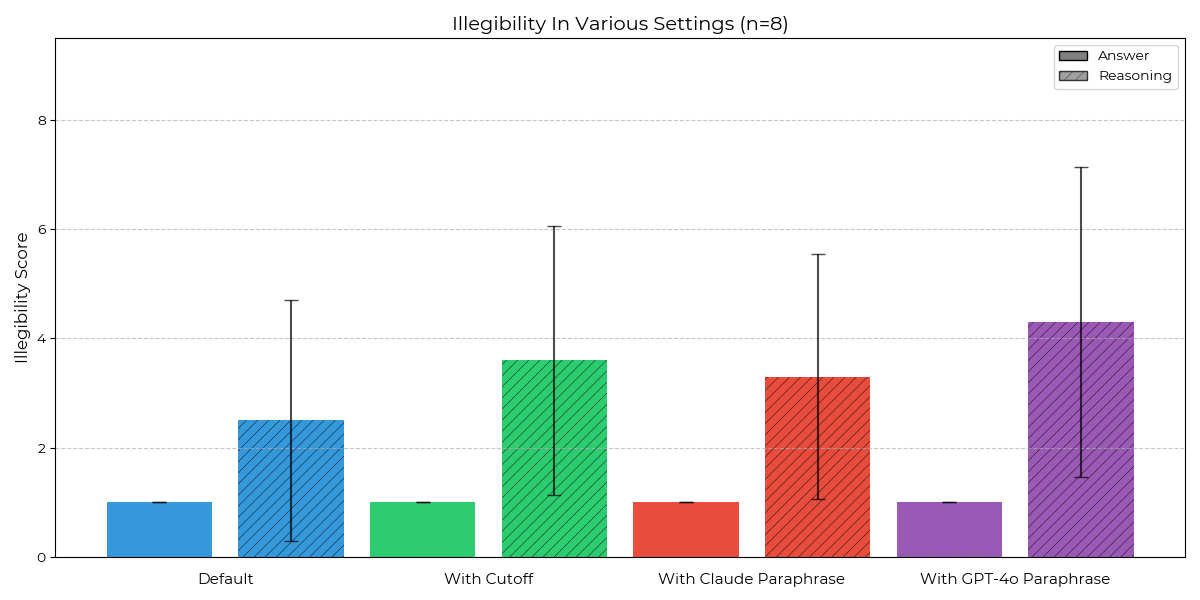 Illegibility In Various Settings (n=8)
Answer
Reasoning
Illegibility Score
8
6
4
2
0
Default
With Cutoff
With Claude Paraphrase
With GPT-4o Paraphrase